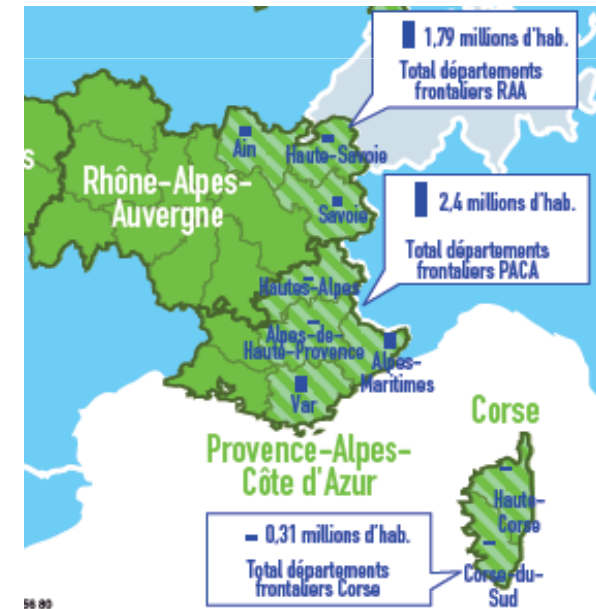 1,79 millions d'hab.
Total départements
frontaliers RAA
Ain
Haute-Savoie
s
Rhône-Alpes-
Auvergne
Savoie
2,4 millions d'hab.
Total départements
frontaliers PACA
Hautes-Alpes
Alpes-de-
Haute-Provence
Alpes-
Maritimes
Var
Provence-Alpes-
Côte d'Azur
Corse
Haute-
Corse
0,31 millions d'hab.
Total départements
frontaliers Corse
Corse-du-
Sud
56 80